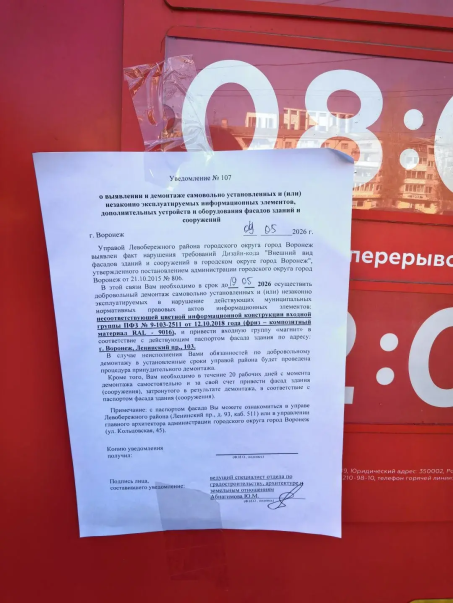 08:0
Уведомление № 107
о выявлении и демонтаже самовольно установленных и (или)
незаконно эксплуатируемых информационных элементов,
дополнительных устройств и оборудования фасадов зданий и
сооружений
г. Воронеж 04 05 2026 г.
Управой Левобережного района городского округа город Воронеж
выявлен факт нарушения требований Дизайн-кода "Внешний вид
фасадов зданий и сооружений в городском округе город Воронеж",
утвержденного постановлением администрации городского округа город
Воронеж от 21.10.2015 № 806.
В этой связи Вам необходимо в срок до 05 2026 осуществить
добровольный демонтаж самовольно установленных и (или) незаконно
эксплуатируемых в нарушение действующих муниципальных
нормативных правовых актов информационных элементов:
несоответствующей цветной информационной конструкции входной
группы ПФЗ № 9-103-2511 от 12.10.2018 года (фриз – композитный
материал RAL - 9016), и привести входную группу «магнит» в
соответствие с действующим паспортом фасада здания по адресу:
г. Воронеж, Ленинский пр., 103.
В случае неисполнения Вами обязанностей по добровольному
демонтажу в установленные сроки управой района будет проведена
процедура принудительного демонтажа.
Кроме того, Вам необходимо в течение 20 рабочих дней с момента
демонтажа самостоятельно и за свой счет привести фасад здания
(сооружения), затронутого в результате демонтажа, в соответствие с
паспортом фасада здания (сооружения).
Примечание: с паспортом фасада Вы можете ознакомиться в управе
Левобережного района (Ленинский пр., д. 93, каб. 511) или в управлении
главного архитектора администрации городского округа город Воронеж
(ул. Кольцовская, 45).
Копию уведомления
получил:
(Ф.И.О., подпись)
Подпись лица,
составившего уведомление:
ведущий специалист отдела по
градостроительству, архитектуре и
земельным отношениям
Ю.М.
(Ф.И.О., подпись)
перерыво
:0
9, Юридический адрес: 350002, Ро
210-98-10, телефон горячей линии